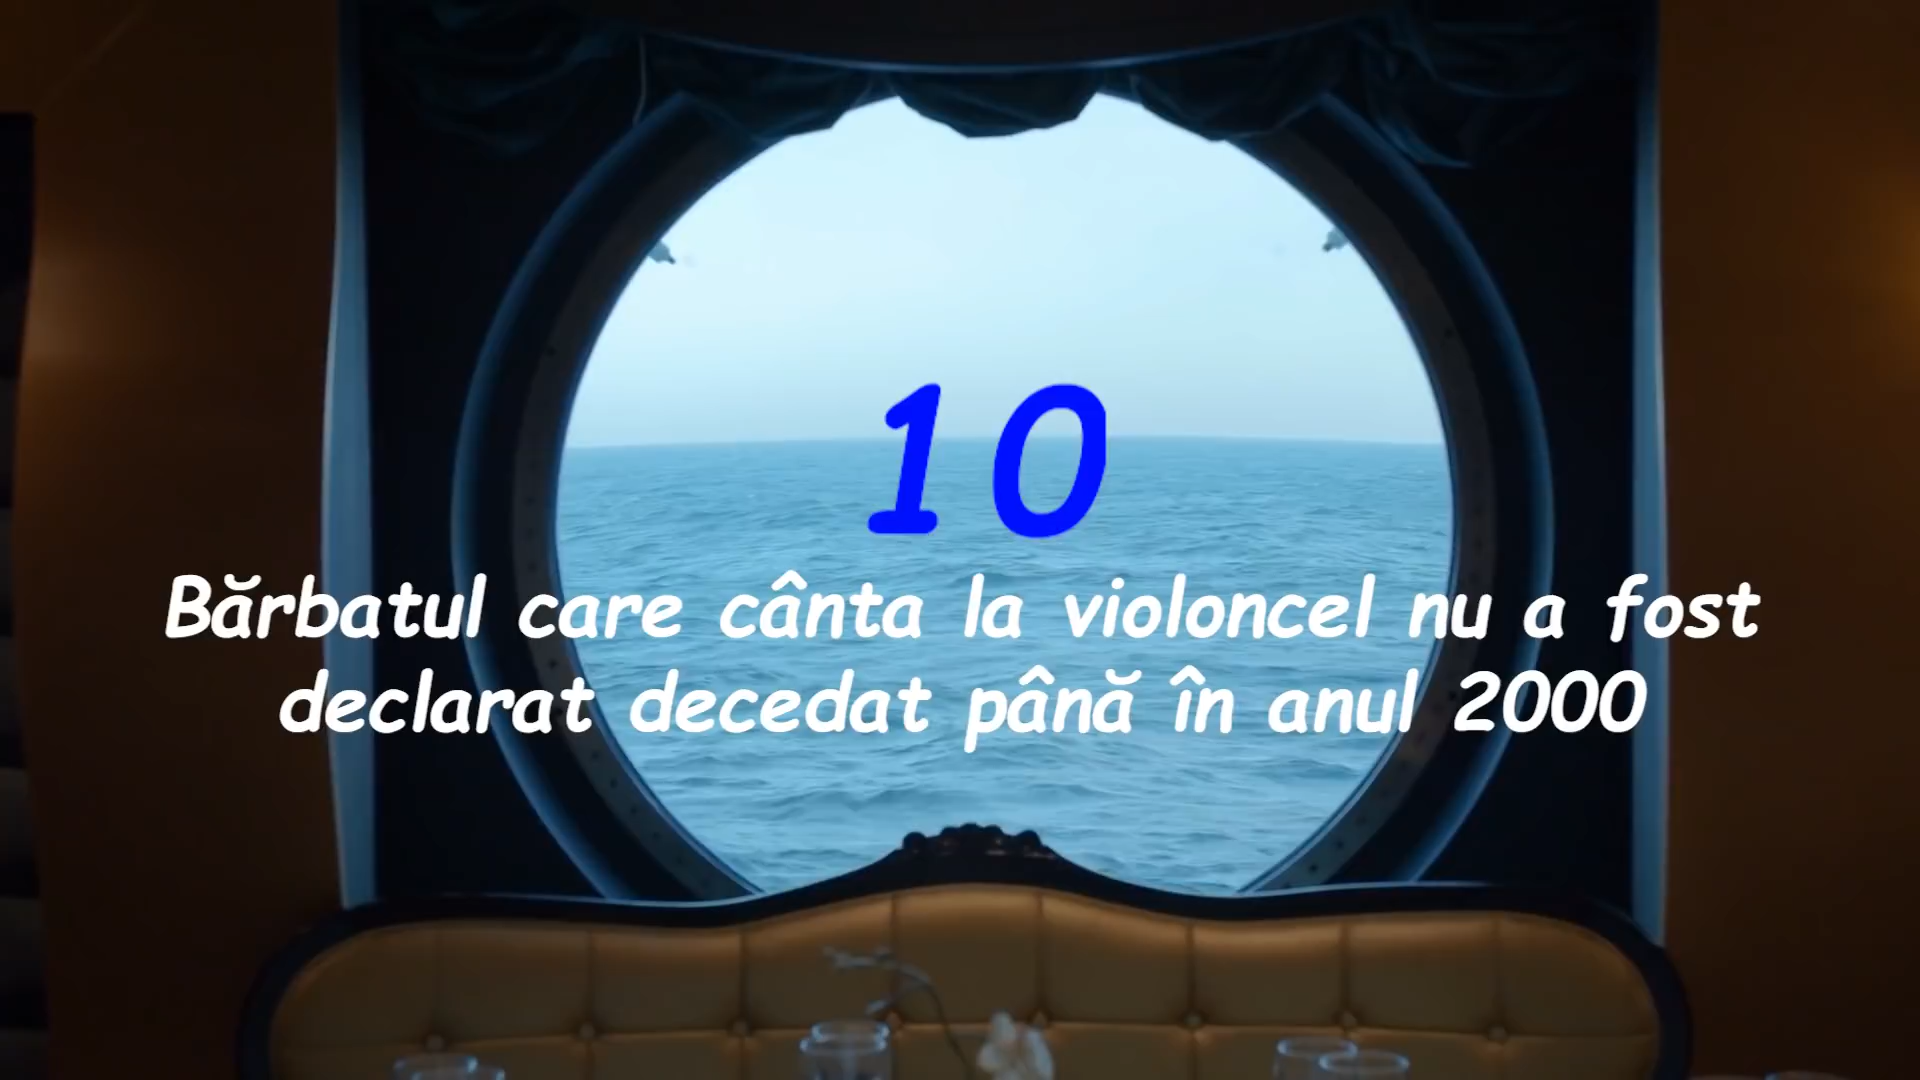 10
Bărbatul care cânta la violoncel nu a fost
declarat decedat până în anul 2000